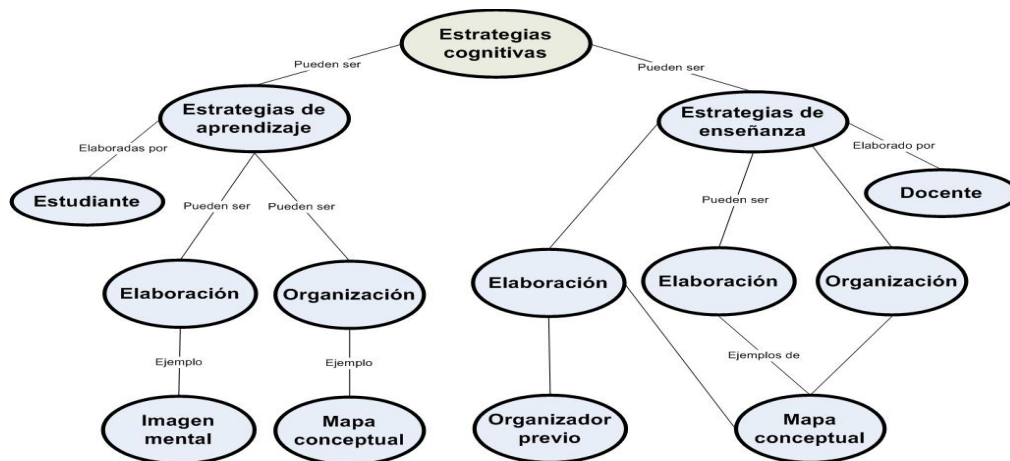 Estrategias
cognitivas
Pueden ser
Pueden ser
Estrategias de
aprendizaje
Estrategias de
enseñanza
Elaboradas por
Elaborado por
Estudiante
Docente
Pueden ser
Pueden ser
Pueden ser
Elaboración
Organización
Elaboración
Elaboración
Organización
Ejemplo
Ejemplo
Ejemplos de
Imagen
mental
Mapa
conceptual
Organizador
previo
Mapa
conceptual